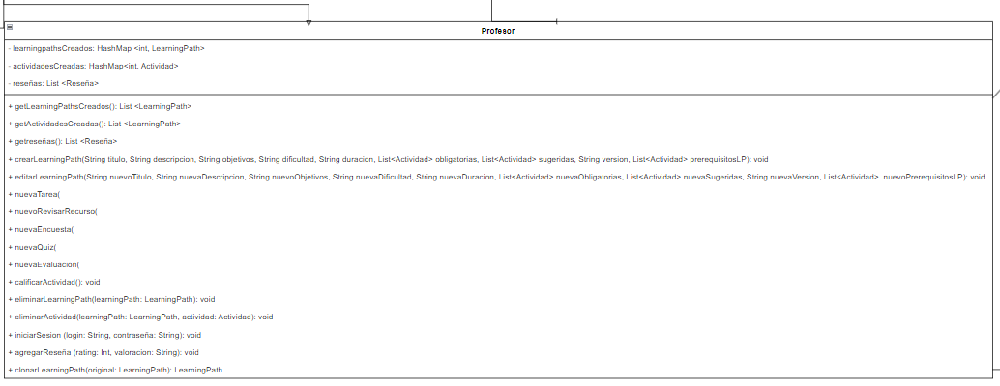 Profesor
- learningpathsCreados: HashMap <int, LearningPath>
- actividadesCreadas: HashMap<int, Actividad>
- reseñas: List <Reseña>
+ getLearningPathsCreados(): List <LearningPath>
+ getActividadesCreadas(): List <LearningPath>
+ getreseñas(): List <Reseña>
+ crearLearningPath(String titulo, String descripcion, String objetivos, String dificultad, String duracion, List<Actividad> obligatorias, List<Actividad> sugeridas, String version, List<Actividad> prerequisitosLP): void
+ editarLearningPath(String nuevoTitulo, String nuevaDescripcion, String nuevoObjetivos, String nuevaDificultad, String nuevaDuracion, List<Actividad> nuevaObligatorias, List<Actividad> nuevaSugeridas, String nuevaVersion, List<Actividad> nuevoPrerequisitosLP): void
+ nuevaTarea(
+ nuevoRevisarRecurso(
+ nuevaEncuesta(
+ nuevaQuiz(
+ nuevaEvaluacion(
+ calificarActividad(): void
+ eliminarLearningPath(learningPath: LearningPath): void
+ eliminarActividad(learningPath: LearningPath, actividad: Actividad): void
+ iniciarSesion (login: String, contraseña: String): void
+ agregarReseña (rating: Int, valoracion: String): void
+ clonarLearningPath(original: LearningPath): LearningPath